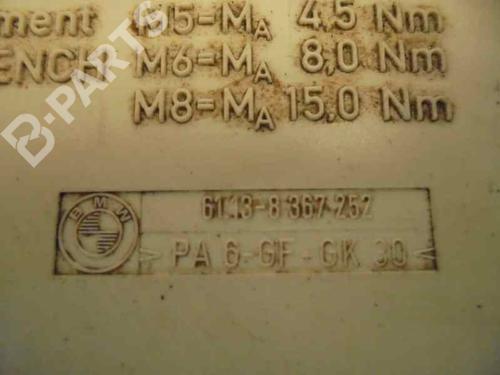 ment M5=MA 4,5 Nm
ENCH M6=MA 8,0 Nm
M8=MA 15,0 Nm
B-PARTS
BMW
61.13-8 367 252
> PA 6-GF-GK 30 <